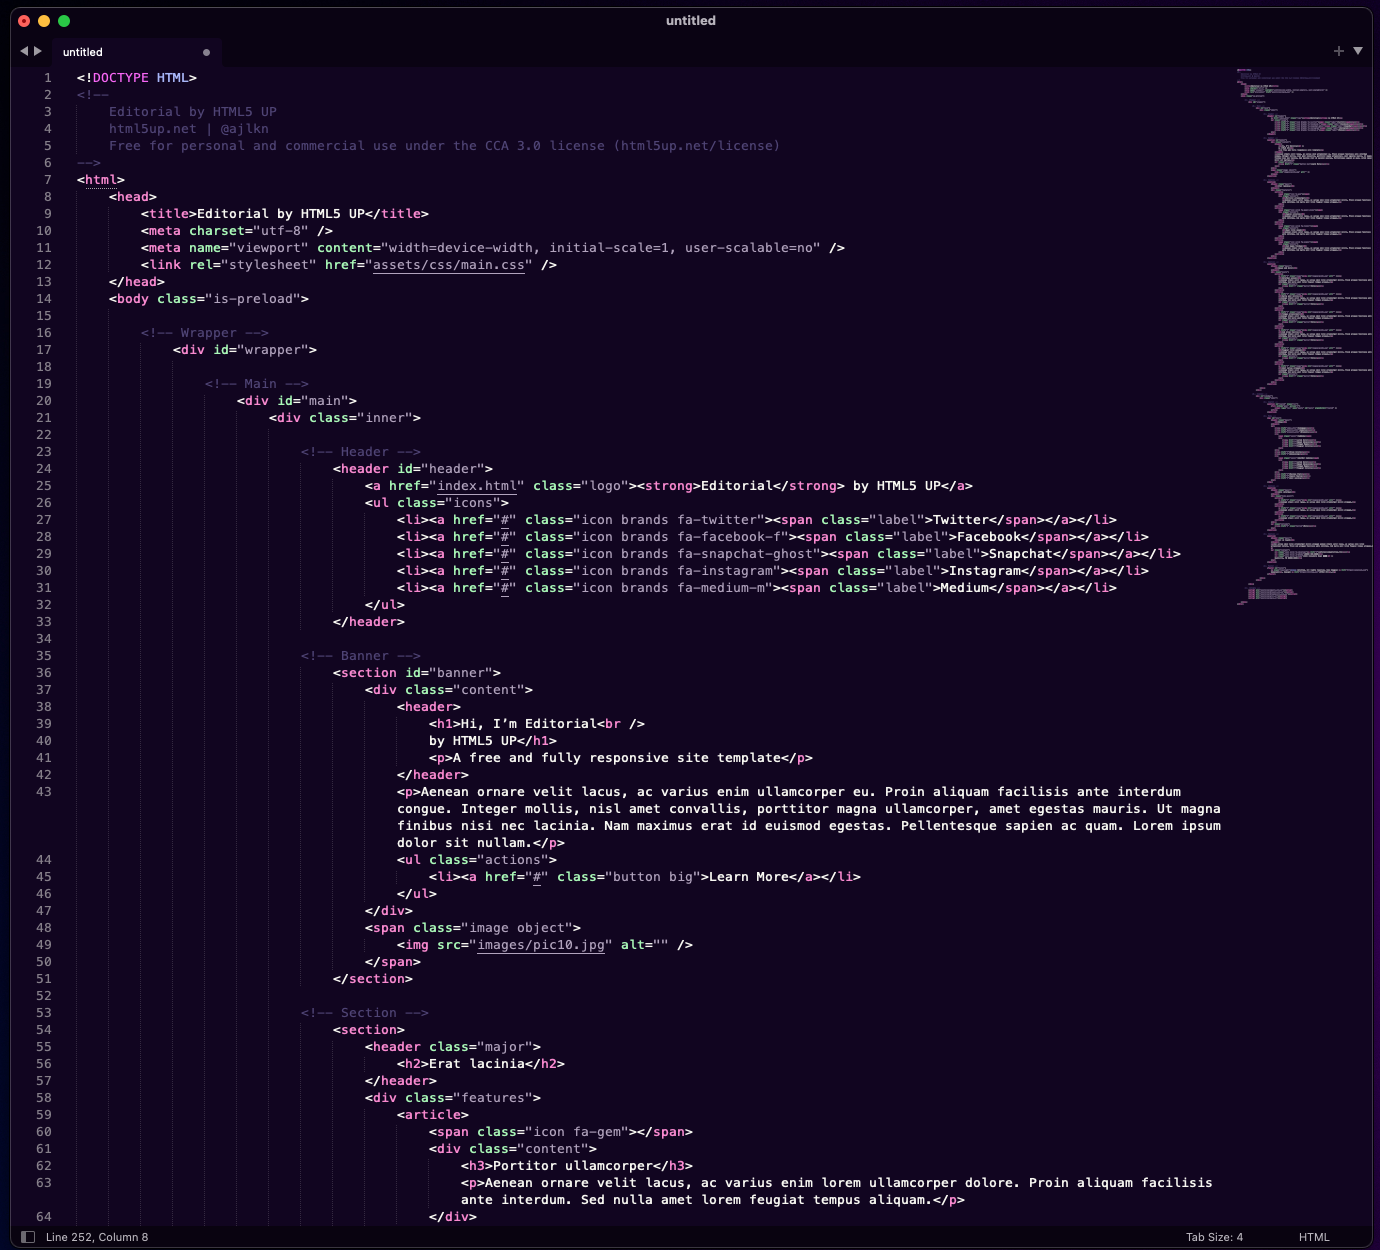 untitled
untitled
1 <!DOCTYPE HTML>
2 <!--
3 Editorial by HTML5 UP
4 html5up.net | @ajlkn
5 Free for personal and commercial use under the CCA 3.0 license (html5up.net/license)
6 -->
7 <html>
8 <head>
9 <title>Editorial by HTML5 UP</title>
10 <meta charset="utf-8" />
11 <meta name="viewport" content="width=device-width, initial-scale=1, user-scalable=no" />
12 <link rel="stylesheet" href="assets/css/main.css" />
13 </head>
14 <body class="is-preload">
15
16 <!-- Wrapper -->
17 <div id="wrapper">
18
19 <!-- Main -->
20 <div id="main">
21 <div class="inner">
22
23 <!-- Header -->
24 <header id="header">
25 <a href="index.html" class="logo"><strong>Editorial</strong> by HTML5 UP</a>
26 <ul class="icons">
27 <li><a href="#" class="icon brands fa-twitter"><span class="label">Twitter</span></a></li>
28 <li><a href="#" class="icon brands fa-facebook-f"><span class="label">Facebook</span></a></li>
29 <li><a href="#" class="icon brands fa-snapchat-ghost"><span class="label">Snapchat</span></a></li>
30 <li><a href="#" class="icon brands fa-instagram"><span class="label">Instagram</span></a></li>
31 <li><a href="#" class="icon brands fa-medium-m"><span class="label">Medium</span></a></li>
32 </ul>
33 </header>
34
35 <!-- Banner -->
36 <section id="banner">
37 <div class="content">
38 <header>
39 <h1>Hi, I’m Editorial<br />
40 by HTML5 UP</h1>
41 <p>A free and fully responsive site template</p>
42 </header>
43 <p>Aenean ornare velit lacus, ac varius enim ullamcorper eu. Proin aliquam facilisis ante interdum
congue. Integer mollis, nisl amet convallis, porttitor magna ullamcorper, amet egestas mauris. Ut magna
finibus nisi nec lacinia. Nam maximus erat id euismod egestas. Pellentesque sapien ac quam. Lorem ipsum
dolor sit nullam.</p>
44 <ul class="actions">
45 <li><a href="#" class="button big">Learn More</a></li>
46 </ul>
47 </div>
48 <span class="image object">
49 <img src="images/pic10.jpg" alt="" />
50 </span>
51 </section>
52
53 <!-- Section -->
54 <section>
55 <header class="major">
56 <h2>Erat lacinia</h2>
57 </header>
58 <div class="features">
59 <article>
60 <span class="icon fa-gem"></span>
61 <div class="content">
62 <h3>Portitor ullamcorper</h3>
63 <p>Aenean ornare velit lacus, ac varius enim lorem ullamcorper dolore. Proin aliquam facilisis
ante interdum. Sed nulla amet lorem feugiat tempus aliquam.</p>
64 </div>
Line 252, Column 8 Tab Size: 4 HTML